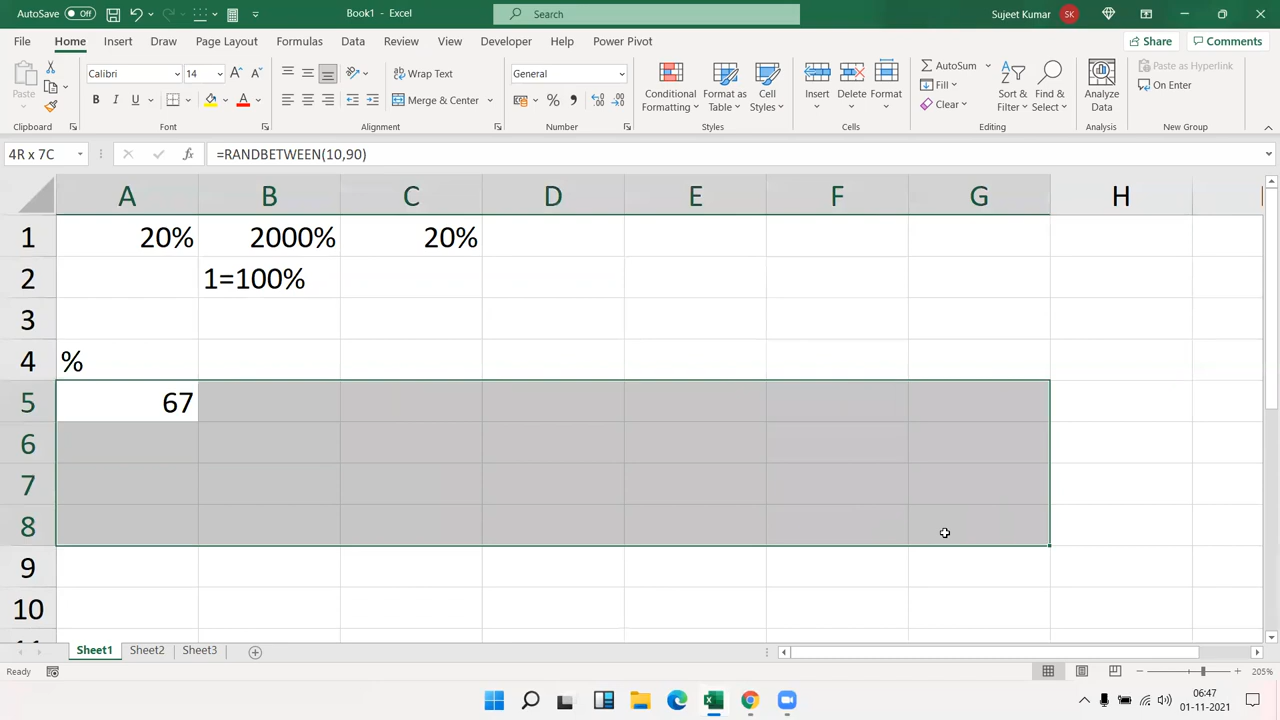 AutoSave Off Book1 - Excel Search Sujeet Kumar SK
File Home Insert Draw Page Layout Formulas Data Review View Developer Help Power Pivot Share Comments
Paste Calibri 14 Wrap Text General Conditional Formatting Format as Table Cell Styles Insert Delete Format AutoSum Fill Clear Sort & Filter Find & Select Analyze Data Paste as Hyperlink On Enter
B I U Merge & Center
Clipboard Font Alignment Number Styles Cells Editing Analysis New Group
4R x 7C fx =RANDBETWEEN(10,90)
A B C D E F G H
1 20% 2000% 20%
2 1=100%
3
4 %
5 67
6
7
8
9
10
Sheet1 Sheet2 Sheet3
Ready 205%
06:47
01-11-2021